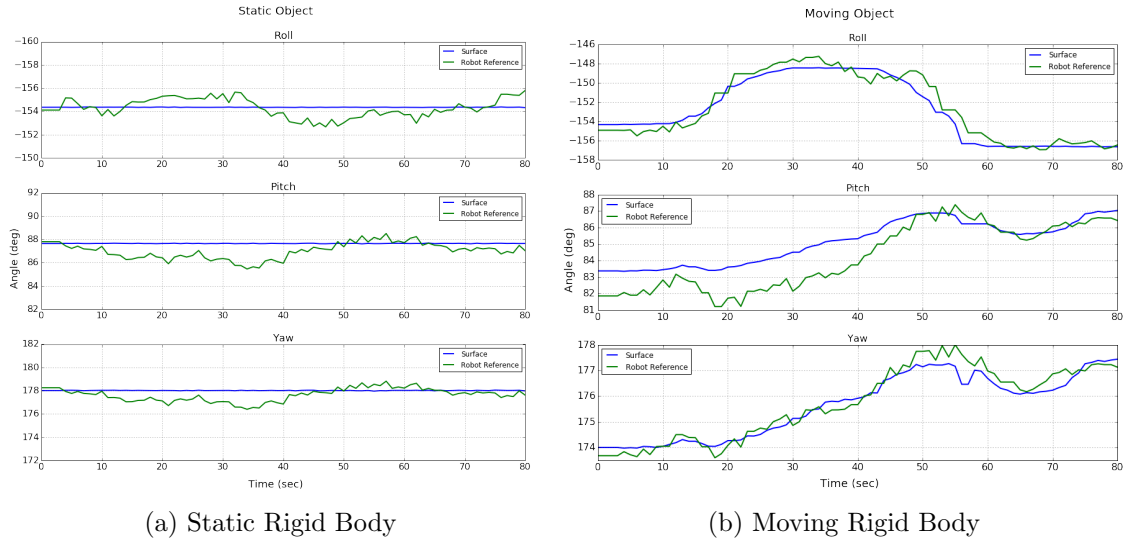 Static Object
Roll
−160
−158
−156
−154
−152
−150
0 10 20 30 40 50 60 70 80
Surface
Robot Reference
Pitch
92
90
88
86
84
82
0 10 20 30 40 50 60 70 80
Surface
Robot Reference
Angle (deg)
Yaw
182
180
178
176
174
172
0 10 20 30 40 50 60 70 80
Surface
Robot Reference
Time (sec)
(a) Static Rigid Body
Moving Object
Roll
−146
−148
−150
−152
−154
−156
−158
0 10 20 30 40 50 60 70 80
Surface
Robot Reference
Pitch
88
87
86
85
84
83
82
81
0 10 20 30 40 50 60 70 80
Surface
Robot Reference
Angle (deg)
Yaw
178
177
176
175
174
0 10 20 30 40 50 60 70 80
Surface
Robot Reference
Time (sec)
(b) Moving Rigid Body